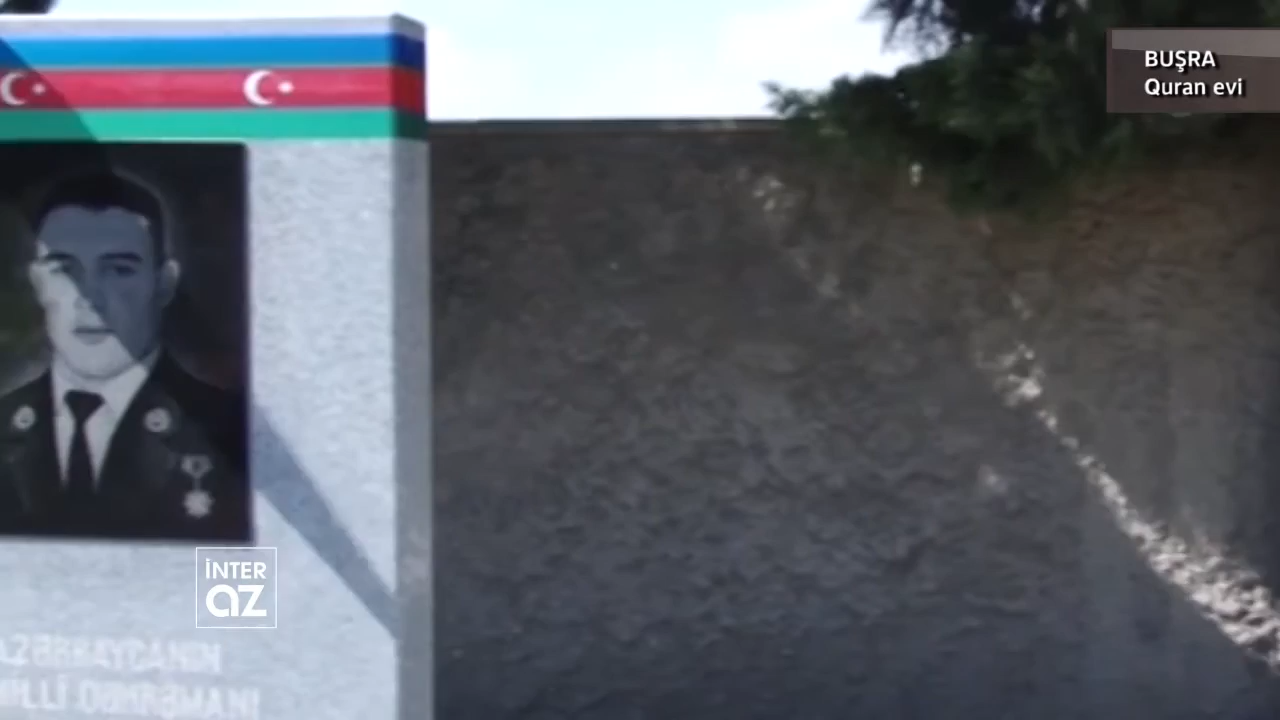 BUŞRA
Quran evi
İNTER
az
AZƏRBAYCANIN
MİLLİ QƏHRƏMANI